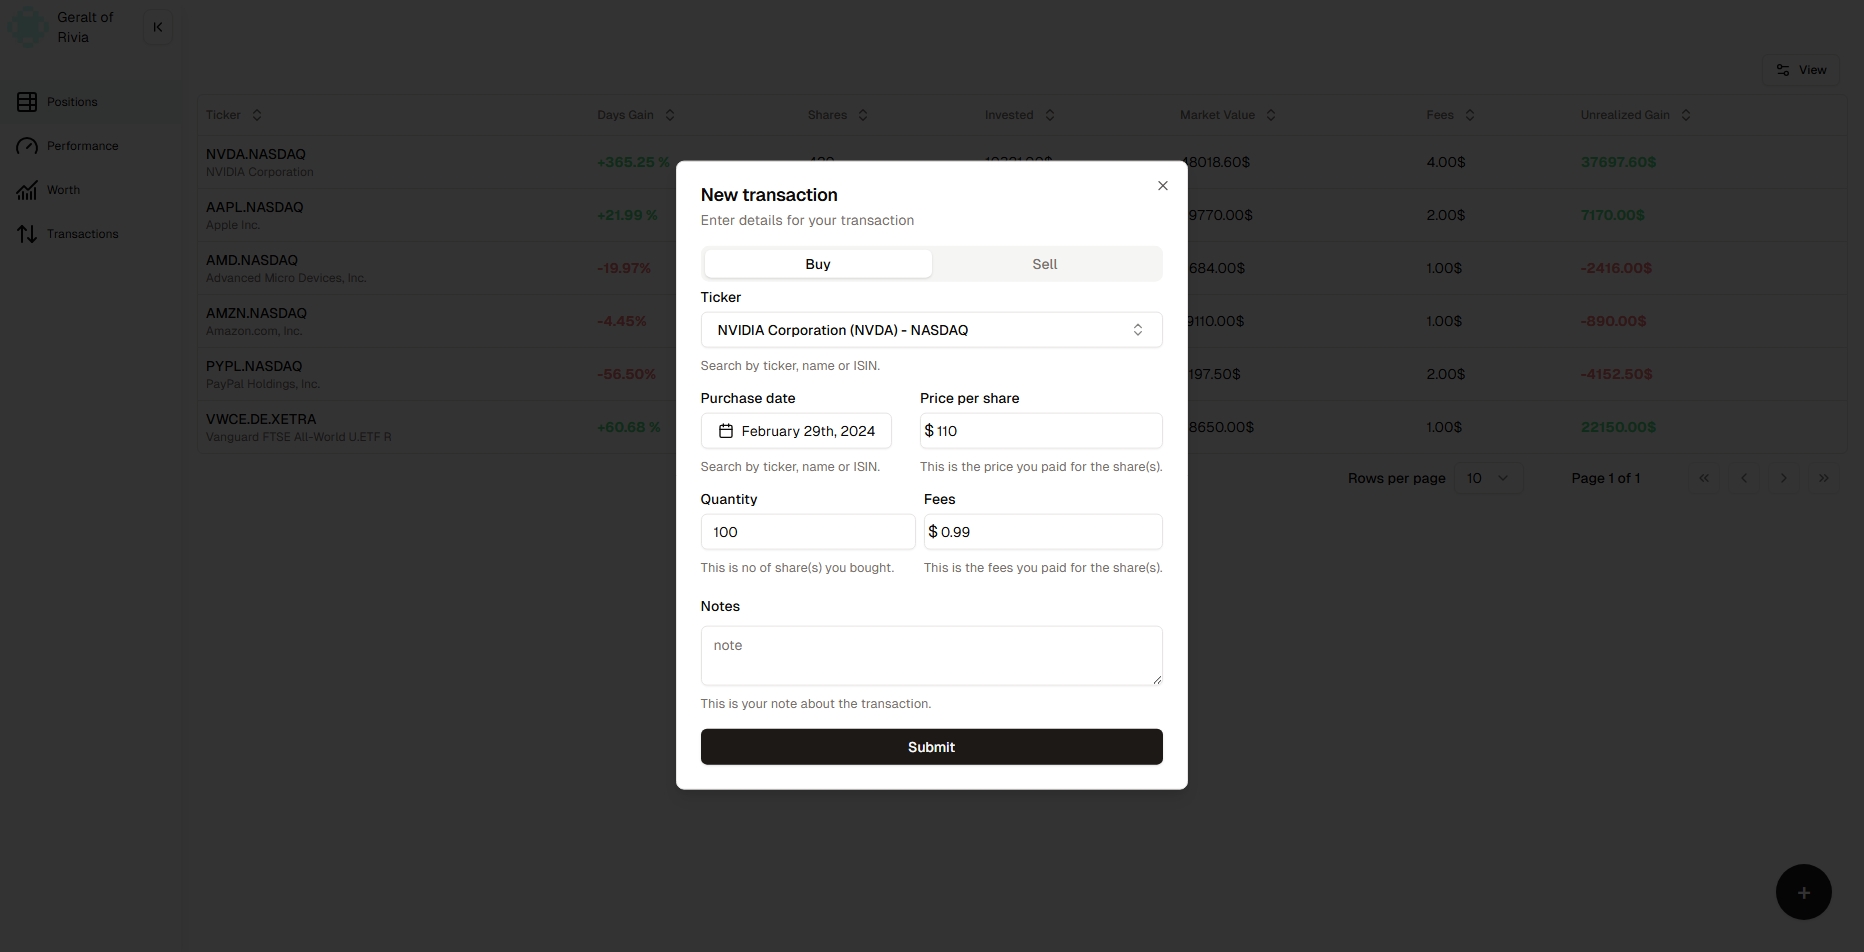 Geralt of
Rivia
View
Positions
Performance
Worth
Transactions
Ticker Days Gain Shares Invested Market Value Fees Unrealized Gain
NVDA.NASDAQ +365.25 % 48018.60$ 4.00$ 37697.60$
NVIDIA Corporation
AAPL.NASDAQ +21.99 % 9770.00$ 2.00$ 7170.00$
Apple Inc.
AMD.NASDAQ -19.97% 684.00$ 1.00$ -2416.00$
Advanced Micro Devices, Inc.
AMZN.NASDAQ -4.45% 9110.00$ 1.00$ -890.00$
Amazon.com, Inc.
PYPL.NASDAQ -56.50% 197.50$ 2.00$ -4152.50$
PayPal Holdings, Inc.
VWCE.DE.XETRA +60.68 % 8650.00$ 1.00$ 22150.00$
Vanguard FTSE All-World U.ETF R
Rows per page 10 Page 1 of 1
New transaction
Enter details for your transaction
Buy Sell
Ticker
NVIDIA Corporation (NVDA) - NASDAQ
Search by ticker, name or ISIN.
Purchase date Price per share
February 29th, 2024 $ 110
Search by ticker, name or ISIN. This is the price you paid for the share(s).
Quantity Fees
100 $ 0.99
This is no of share(s) you bought. This is the fees you paid for the share(s).
Notes
note
This is your note about the transaction.
Submit